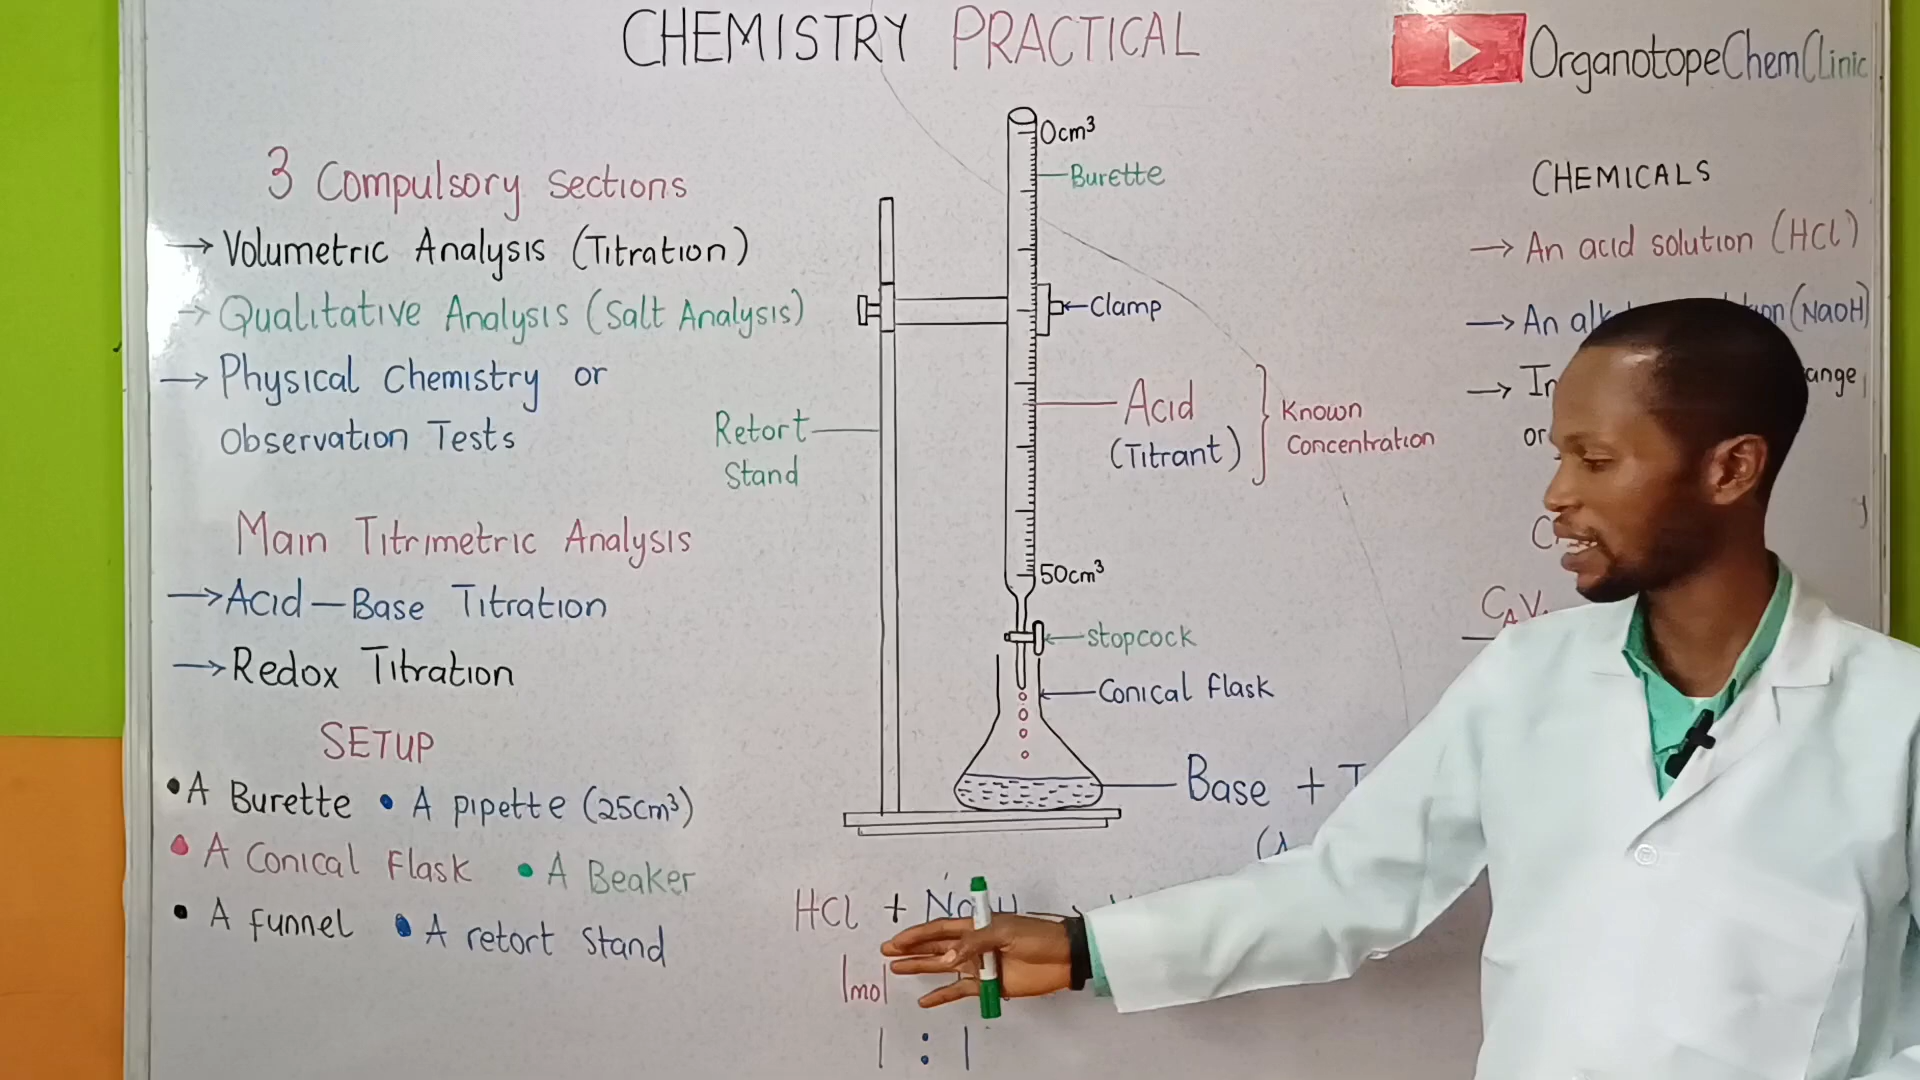 CHEMISTRY PRACTICAL
OrganotopeChemClinic
3 Compulsory Sections
→ Volumetric Analysis (Titration)
→ Qualitative Analysis (Salt Analysis)
→ Physical Chemistry or
Observation Tests
Main Titrimetric Analysis
→ Acid – Base Titration
→ Redox Titration
SETUP
• A Burette • A pipette (25cm³)
• A Conical Flask • A Beaker
• A funnel • A retort stand
0cm³
Burette
Clamp
Retort
Stand
Acid
(Titrant)
Known
Concentration
50cm³
Stopcock
Conical flask
Base +
HCl +
1mol
1 : 1
CHEMICALS
→ An acid solution (HCl)
→ An (NaOH)
→
or